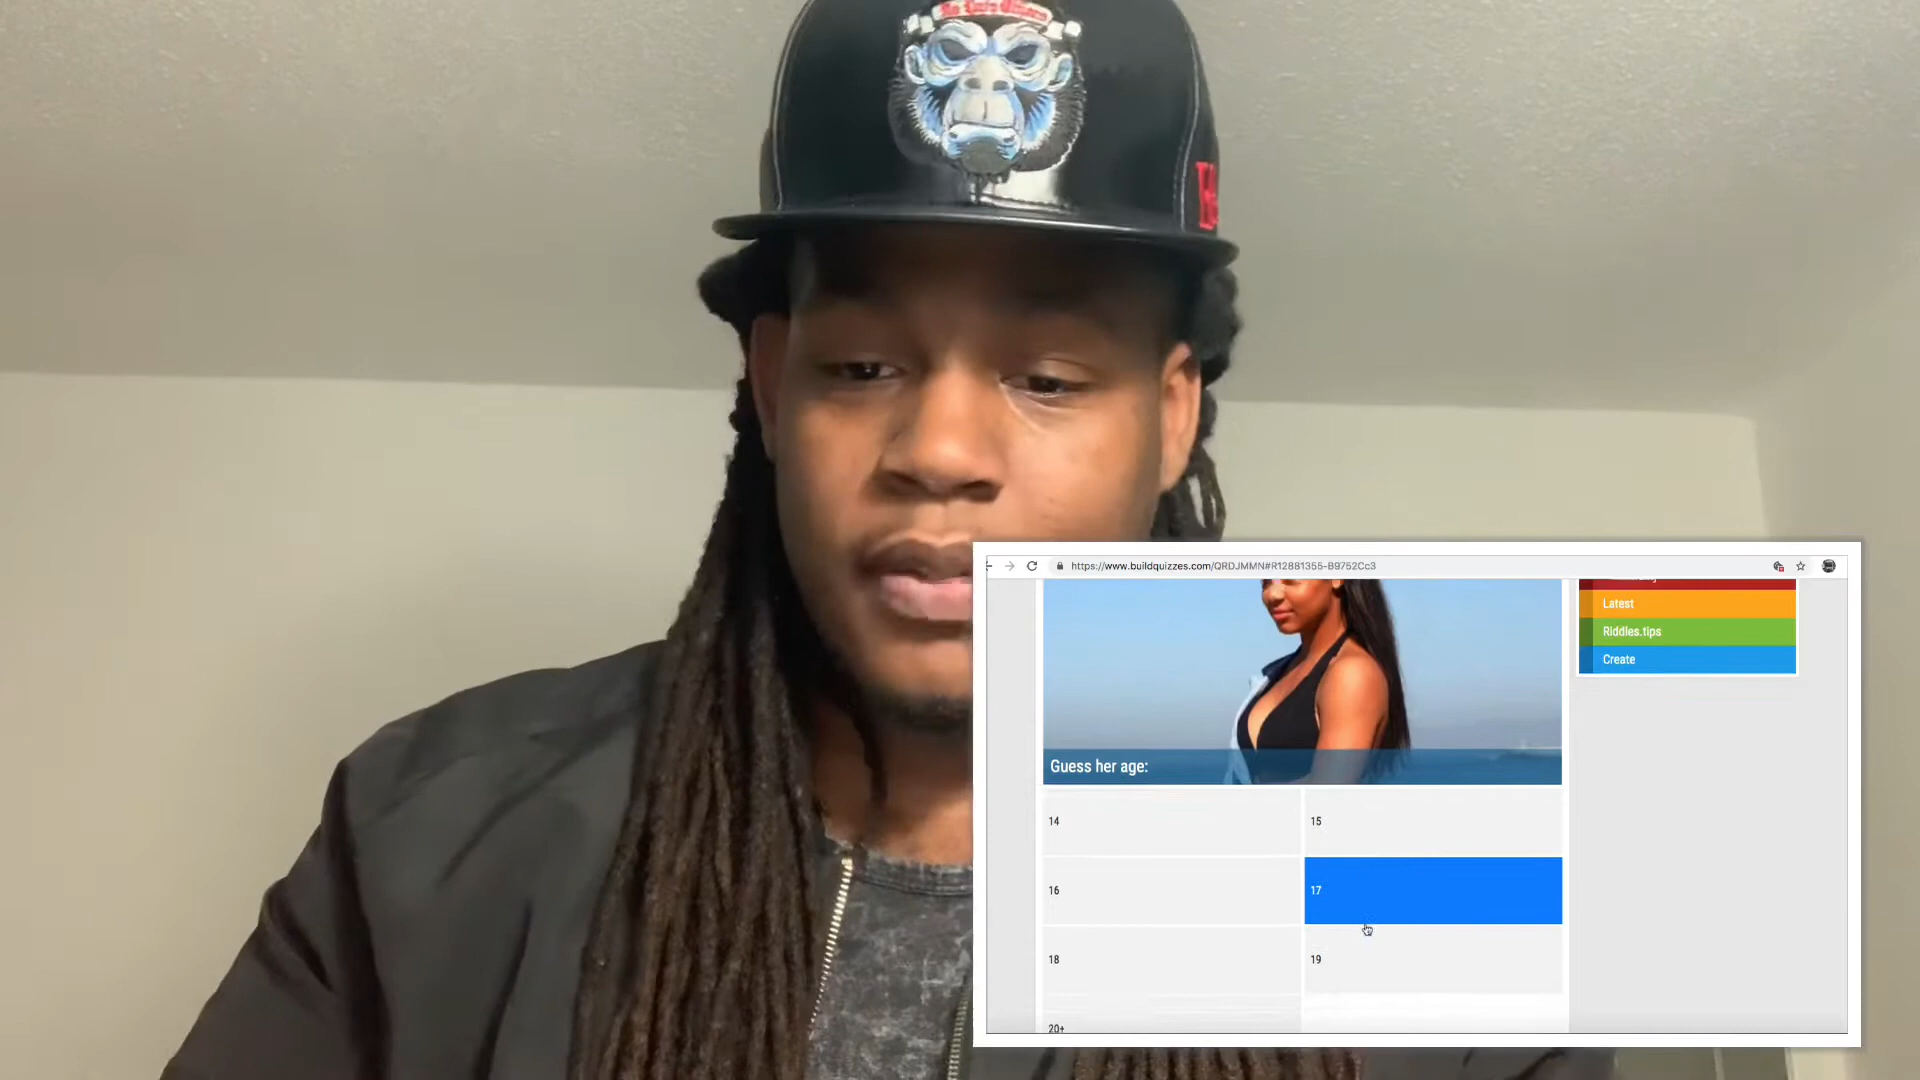 https://www.buildquizzes.com/QRDJMMN#R12881355-B9752Cc3
Latest
Riddles.tips
Create
Guess her age:
14
15
16
17
18
19
20+